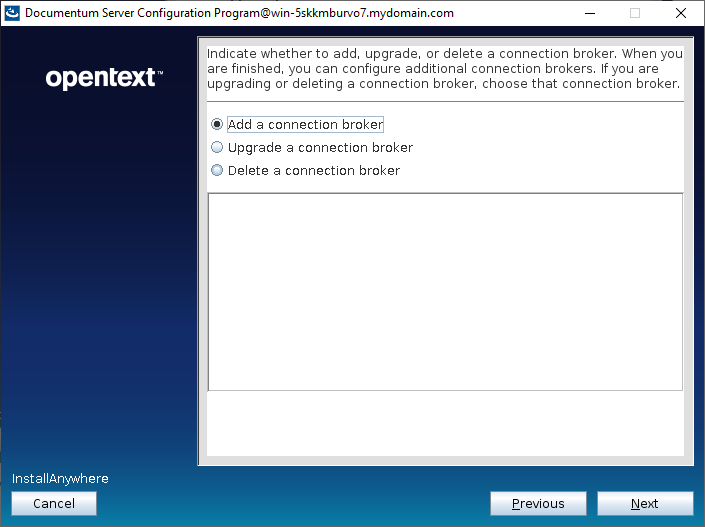 Documentum Server Configuration Program@win-5skkmburvo7.mydomain.com
opentext™
Indicate whether to add, upgrade, or delete a connection broker. When you
are finished, you can configure additional connection brokers. If you are
upgrading or deleting a connection broker, choose that connection broker.
Add a connection broker
Upgrade a connection broker
Delete a connection broker
InstallAnywhere
Cancel
Previous
Next